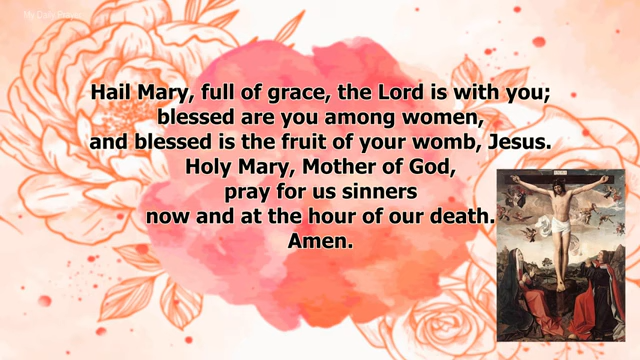 Hail Mary, full of grace, the Lord is with you;
blessed are you among women,
and blessed is the fruit of your womb, Jesus.
Holy Mary, Mother of God,
pray for us sinners
now and at the hour of our death.
Amen.